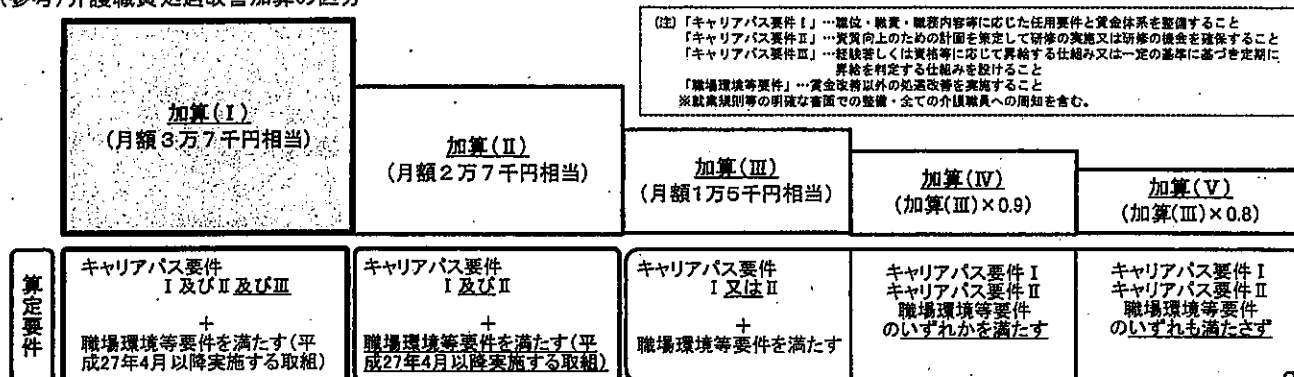 (参考)介護職員処遇改善加算の区分
(注)「キャリアパス要件Ⅰ」…職位・職責・職務内容等に応じた任用要件と賃金体系を整備すること
「キャリアパス要件Ⅱ」…資質向上のための計画を策定して研修の実施又は研修の機会を確保すること
「キャリアパス要件Ⅲ」…経験若しくは資格等に応じて昇給する仕組み又は一定の基準に基づき定期に
昇給を判定する仕組みを設けること
「職場環境等要件」…賃金改善以外の処遇改善を実施すること
※就業規則等の明確な書面での整備・全ての介護職員への周知を含む。
加算(Ⅰ)
(月額3万7千円相当)
加算(Ⅱ)
(月額2万7千円相当)
加算(Ⅲ)
(月額1万5千円相当)
加算(Ⅳ)
(加算(Ⅲ)×0.9)
加算(Ⅴ)
(加算(Ⅲ)×0.8)
算定要件
キャリアパス要件
Ⅰ及びⅡ及びⅢ
+
職場環境等要件を満たす(平
成27年4月以降実施する取組)
キャリアパス要件
Ⅰ及びⅡ
+
職場環境等要件を満たす(平
成27年4月以降実施する取組)
キャリアパス要件
Ⅰ又はⅡ
+
職場環境等要件を満たす
キャリアパス要件Ⅰ
キャリアパス要件Ⅱ
職場環境等要件
のいずれかを満たす
キャリアパス要件Ⅰ
キャリアパス要件Ⅱ
職場環境等要件
のいずれも満たさず